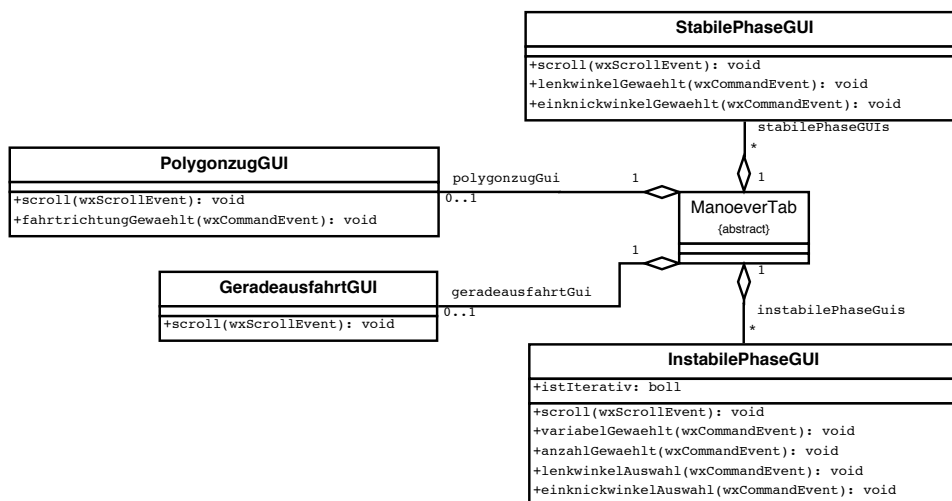 StabilePhaseGUI
+scroll(wxScrollEvent): void
+lenkwinkelGewaehlt(wxCommandEvent): void
+einknickwinkelGewaehlt(wxCommandEvent): void
stabilePhaseGUIs
*
1
PolygonzugGUI
+scroll(wxScrollEvent): void
+fahrtrichtungGewaehlt(wxCommandEvent): void
polygonzugGui
0..1
1
ManoeverTab
{abstract}
1
GeradeausfahrtGUI
+scroll(wxScrollEvent): void
geradeausfahrtGui
0..1
1
instabilePhaseGuis
*
InstabilePhaseGUI
+istIterativ: boll
+scroll(wxScrollEvent): void
+variabelGewaehlt(wxCommandEvent): void
+anzahlGewaehlt(wxCommandEvent): void
+lenkwinkelAuswahl(wxCommandEvent): void
+einknickwinkelAuswahl(wxCommandEvent): void